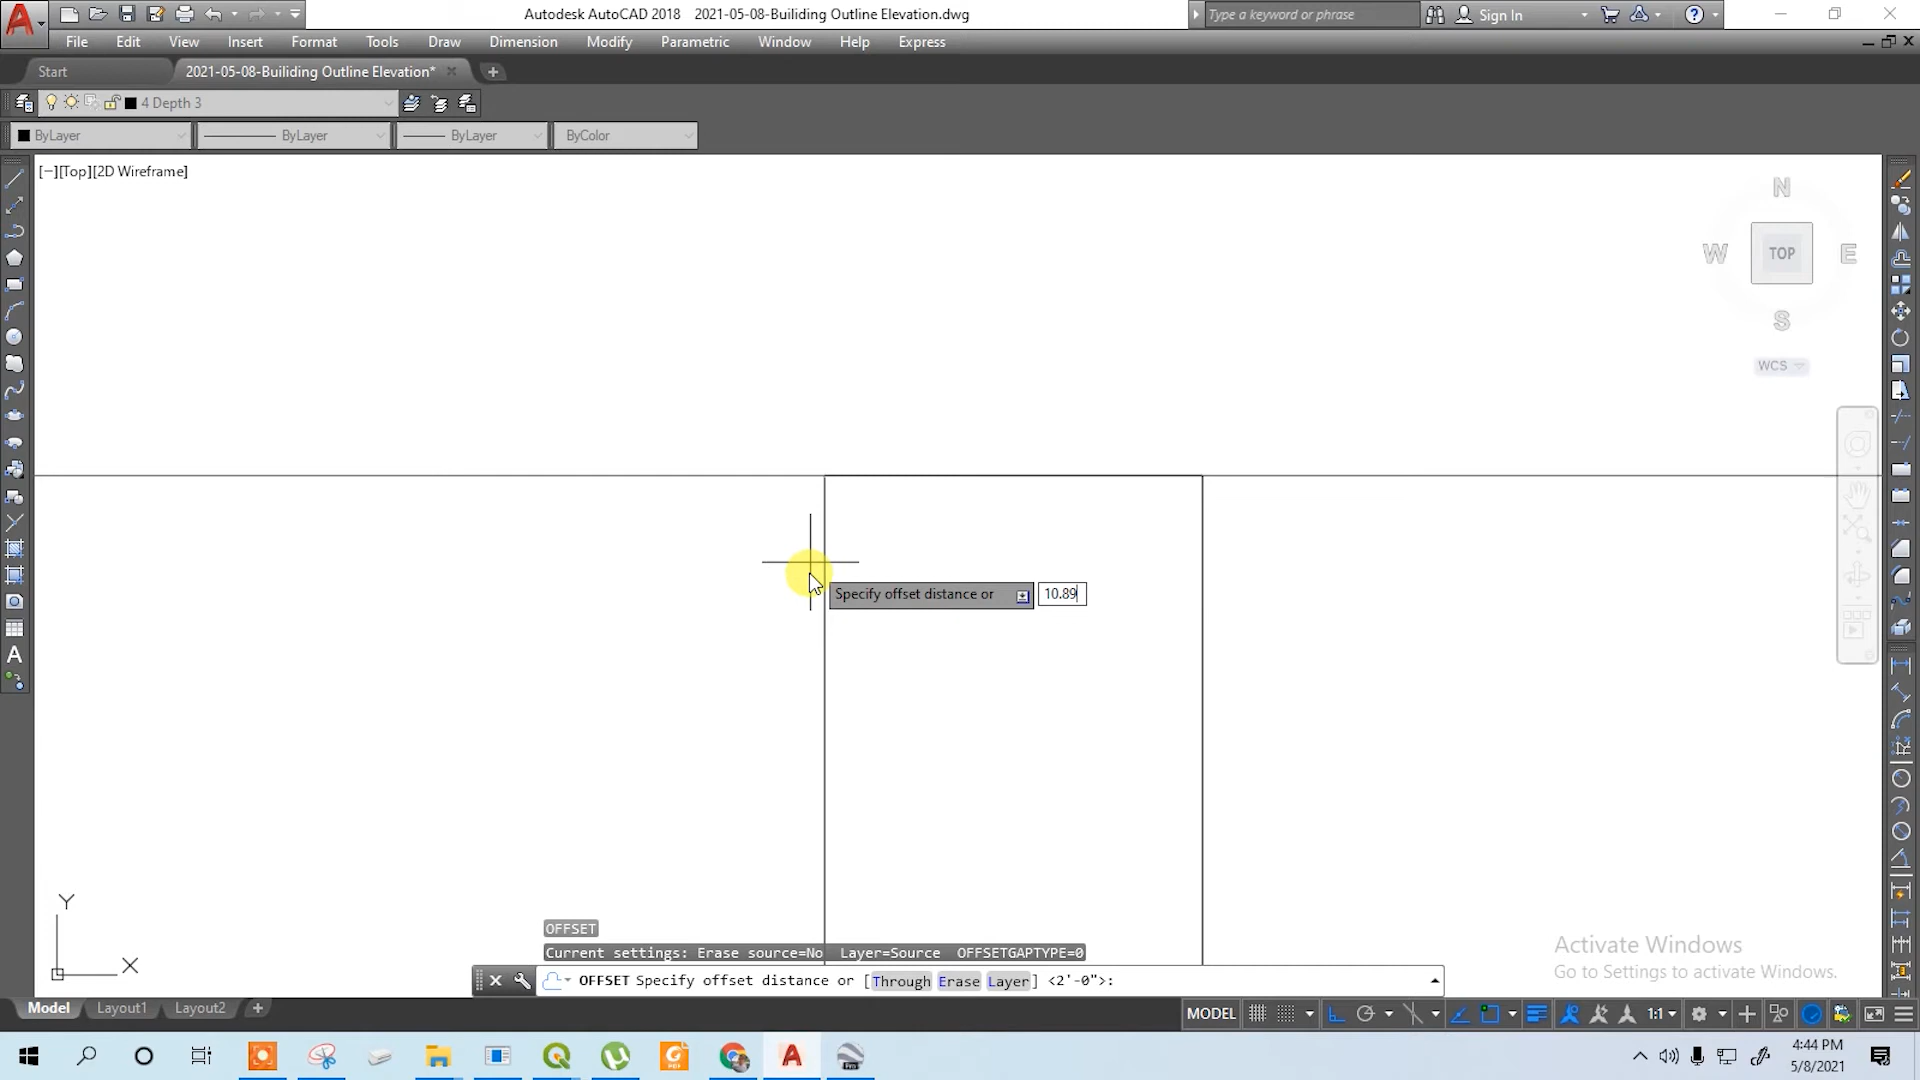 Autodesk AutoCAD 2018 2021-05-08-Builiding Outline Elevation.dwg
Type a keyword or phrase
Sign In
File Edit View Insert Format Tools Draw Dimension Modify Parametric Window Help Express
Start
2021-05-08-Builiding Outline Elevation*
4 Depth 3
ByLayer ByLayer ByLayer ByColor
[−][Top][2D Wireframe]
N
W TOP E
S
WCS
Specify offset distance or 10.89
Y
X
OFFSET
Current settings: Erase source=No Layer=Source OFFSETGAPTYPE=0
OFFSET Specify offset distance or [Through Erase Layer] <2'-0">:
Activate Windows
Go to Settings to activate Windows.
Model Layout1 Layout2
MODEL
1:1
4:44 PM
5/8/2021